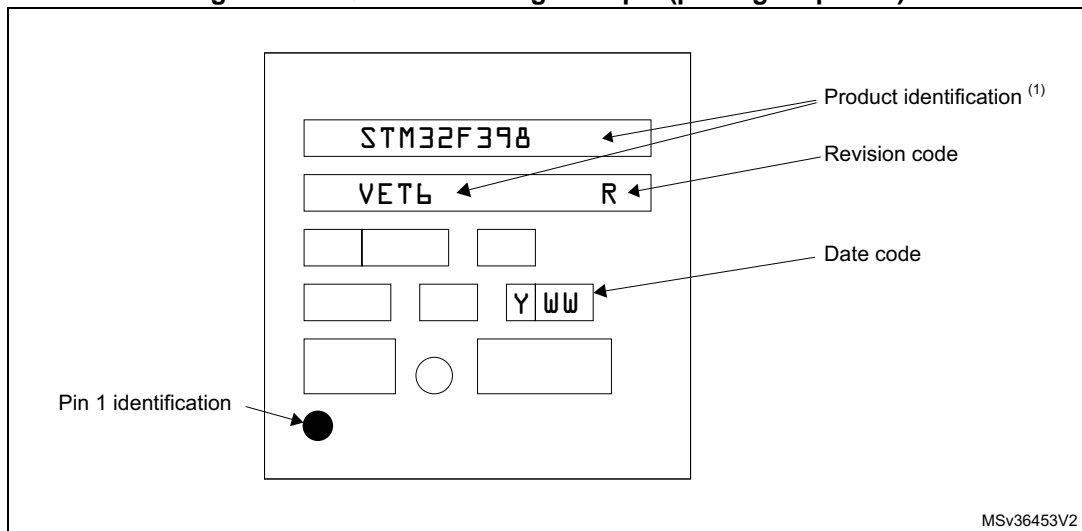 Product identification (1)
STM32F398
Revision code
VET6 R
Date code
Y WW
Pin 1 identification
MSv36453V2